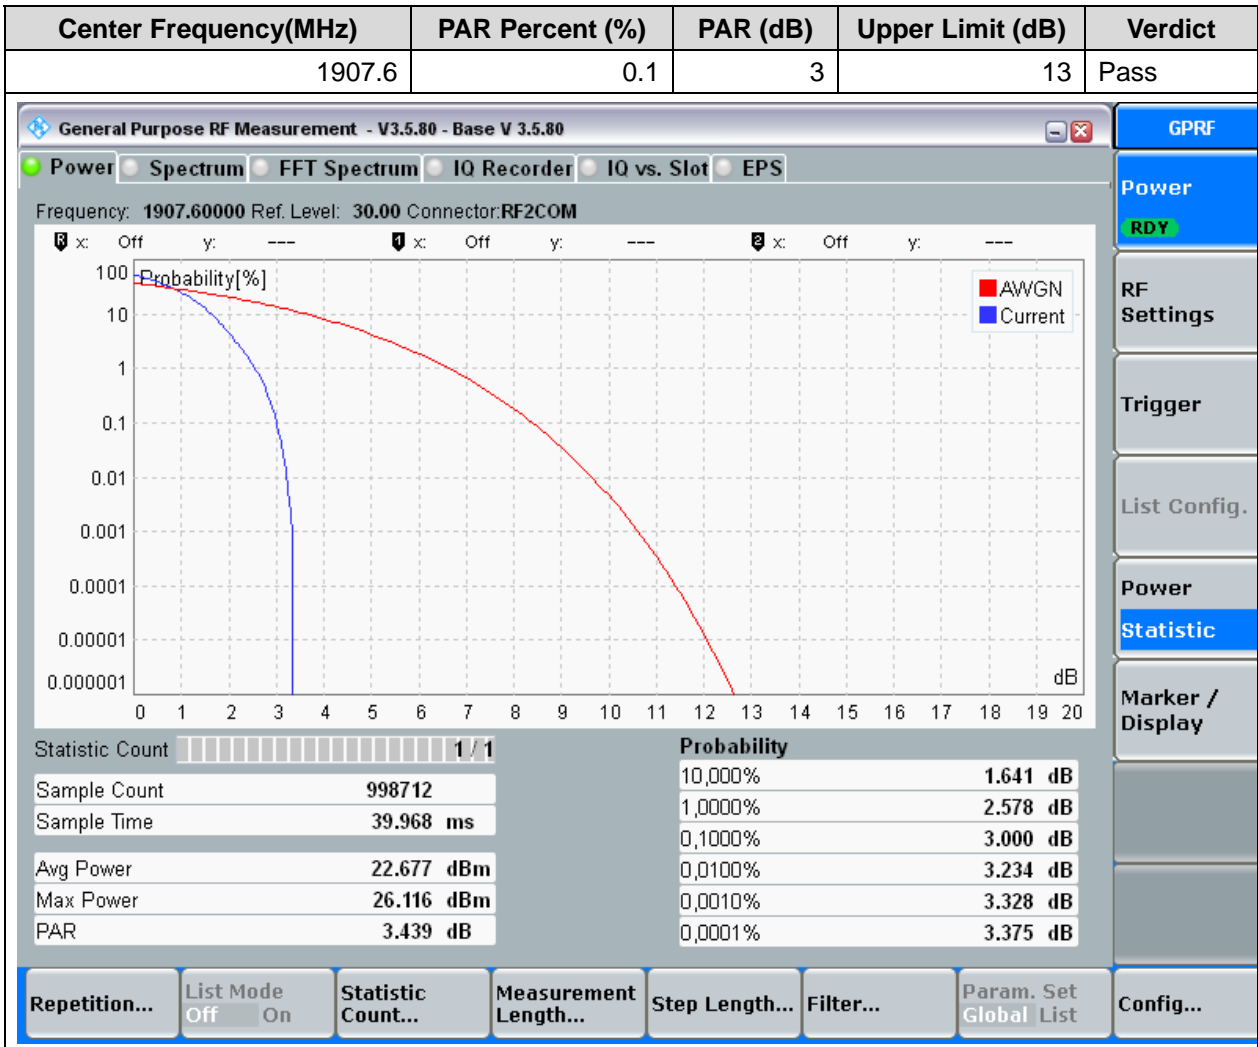 Center Frequency(MHz) PAR Percent (%) PAR (dB) Upper Limit (dB) Verdict
1907.6 0.1 3 13 Pass
General Purpose RF Measurement - V3.5.80 - Base V 3.5.80
GPRF
Power Spectrum FFT Spectrum IQ Recorder IQ vs. Slot EPS
Frequency: 1907.60000 Ref. Level: 30.00 Connector:RF2COM
R x: Off y: --- 1 x: Off y: --- 2 x: Off y: ---
Probability[%]
AWGN
Current
100
10
1
0.1
0.01
0.001
0.0001
0.00001
0.000001
dB
0 1 2 3 4 5 6 7 8 9 10 11 12 13 14 15 16 17 18 19 20
Statistic Count 1 / 1
Sample Count 998712
Sample Time 39.968 ms
Avg Power 22.677 dBm
Max Power 26.116 dBm
PAR 3.439 dB
Probability
10,000% 1.641 dB
1,0000% 2.578 dB
0,1000% 3.000 dB
0,0100% 3.234 dB
0,0010% 3.328 dB
0,0001% 3.375 dB
Power
RDY
RF
Settings
Trigger
List Config.
Power
Statistic
Marker /
Display
Repetition...
List Mode
Off On
Statistic
Count...
Measurement
Length...
Step Length...
Filter...
Param. Set
Global List
Config...